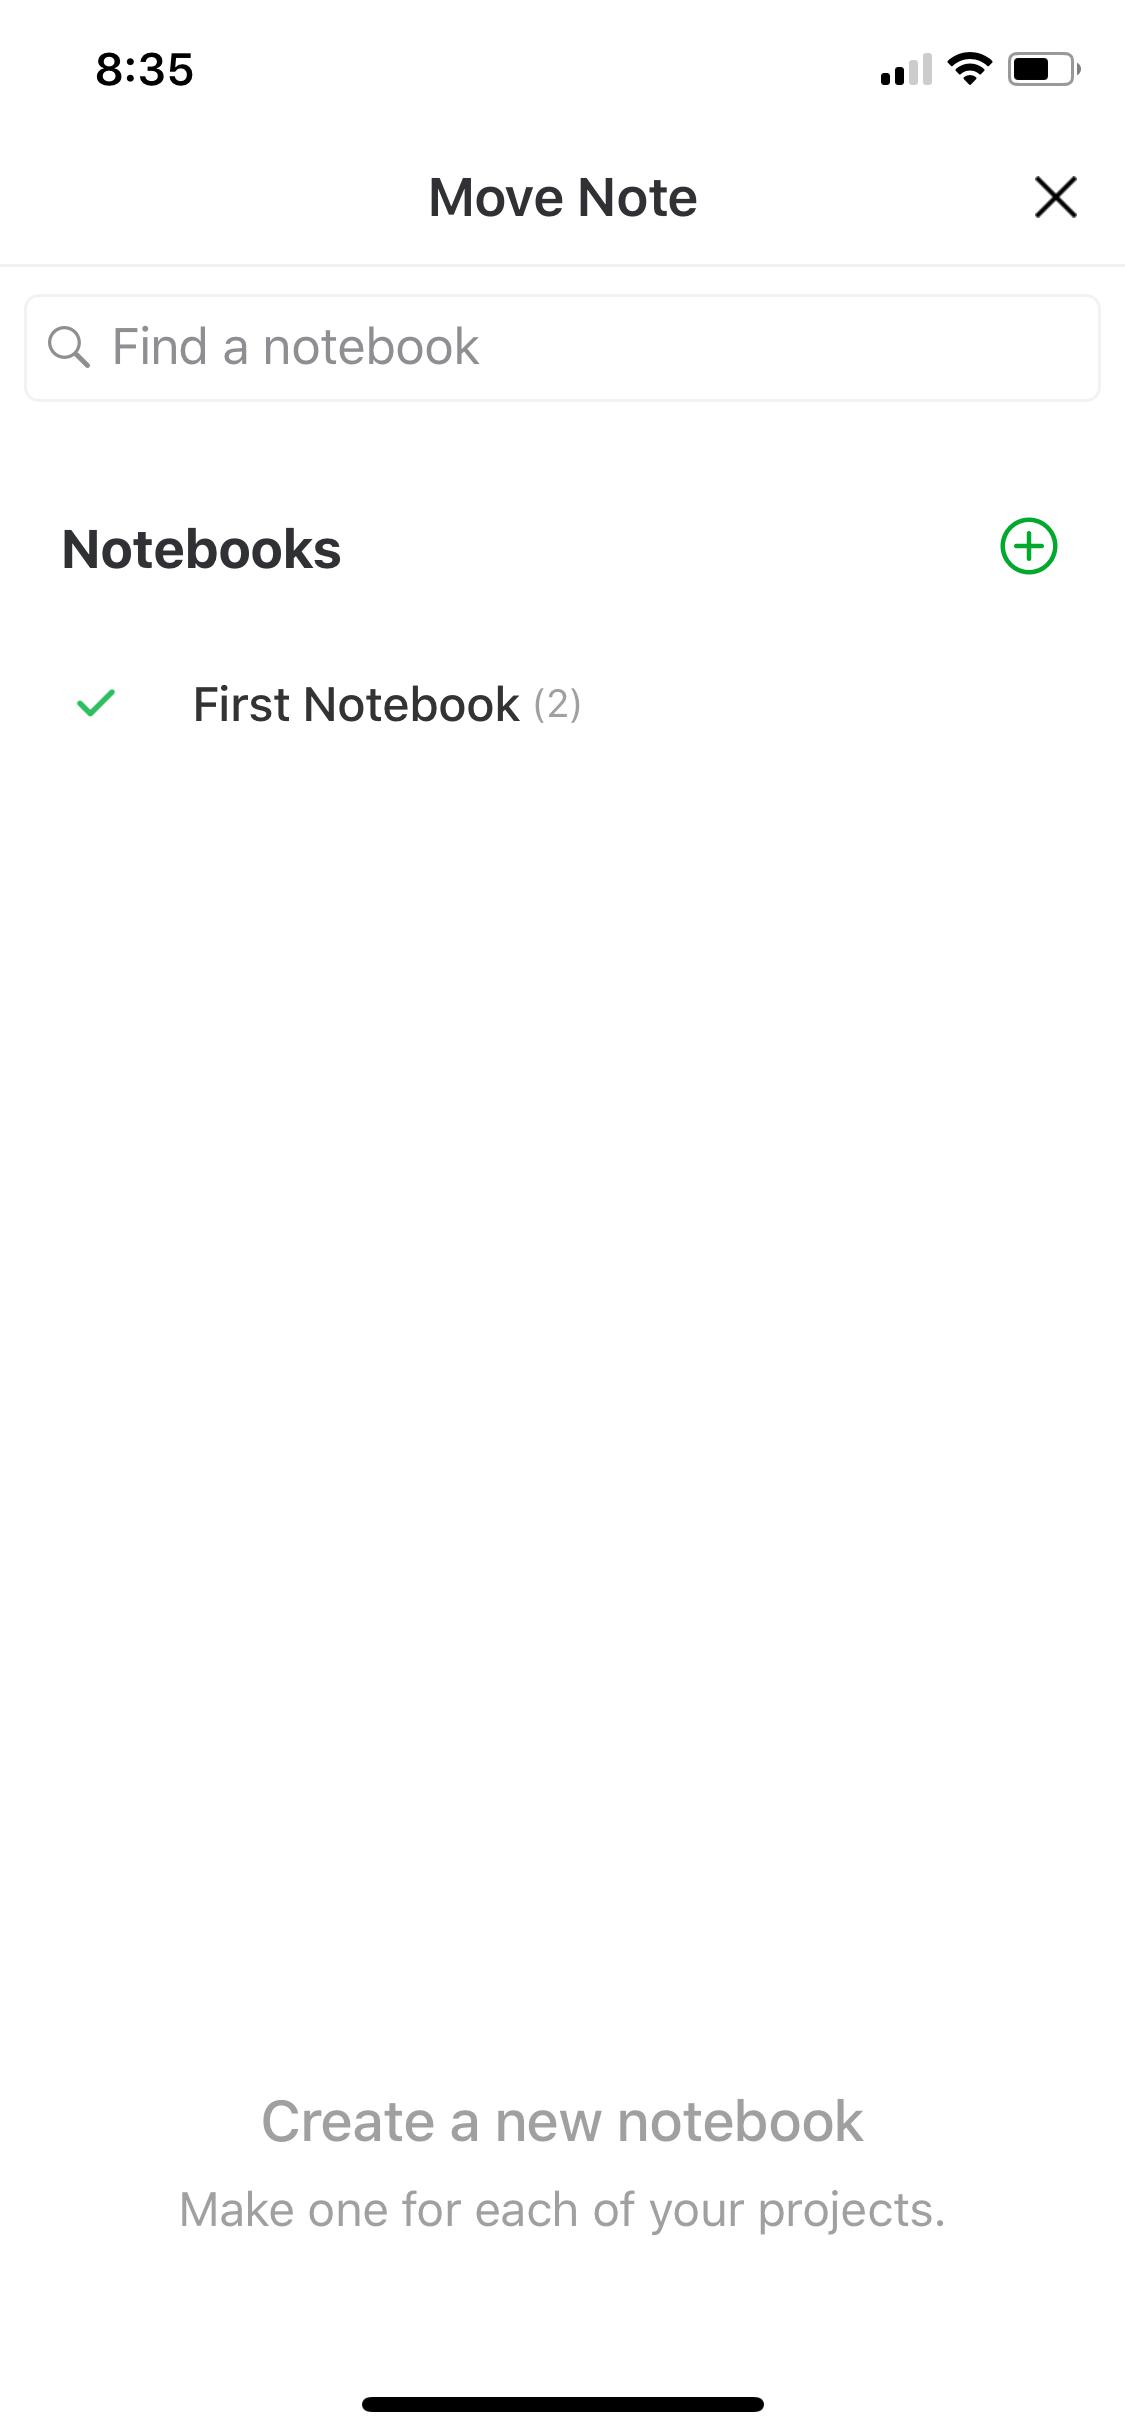 8:35
Move Note
Find a notebook
Notebooks
First Notebook (2)
Create a new notebook
Make one for each of your projects.